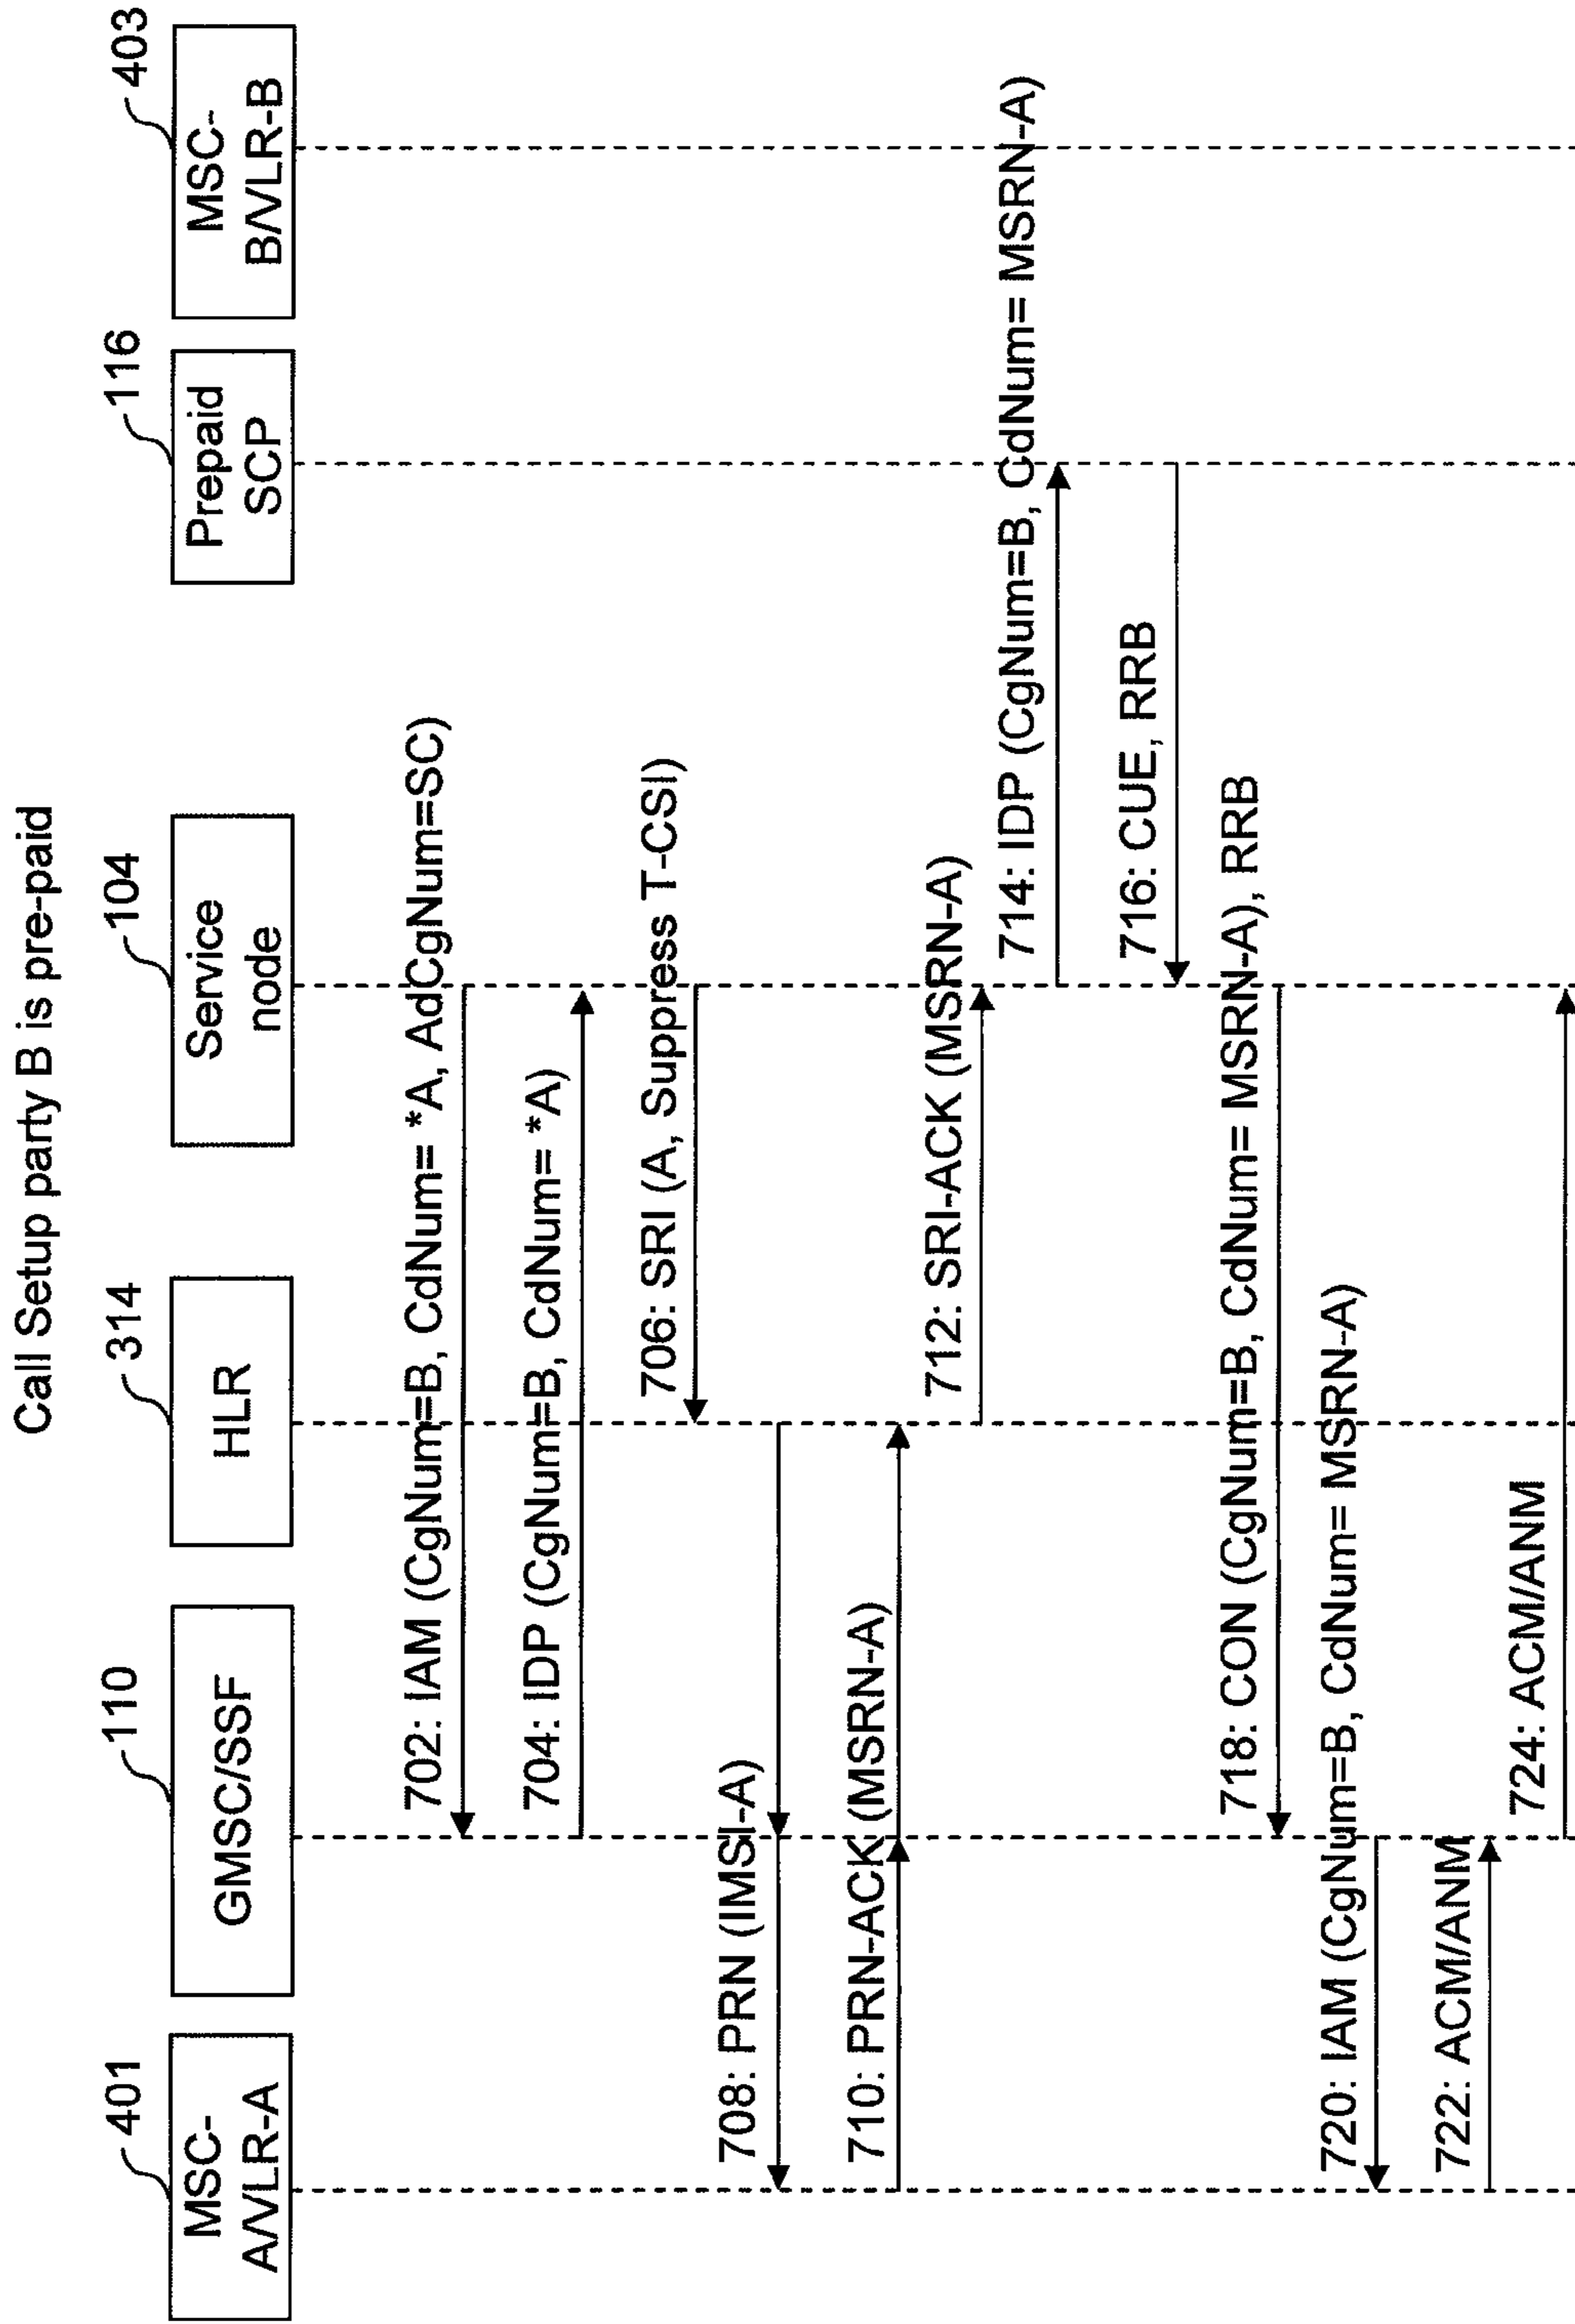 Call Setup party B is pre-paid
401
110
314
104
116
403
MSC-
A/VLR-A
GMSC/SSF
HLR
Service
node
Prepaid
SCP
MSC-
B/VLR-B
702: IAM (CgNum=B, CdNum= *A, AdCgNum=SC)
704: IDP (CgNum=B, CdNum= *A)
706: SRI (A, Suppress T-CSI)
708: PRN (IMSI-A)
710: PRN-ACK (MSRN-A)
712: SRI-ACK (MSRN-A)
714: IDP (CgNum=B, CdNum= MSRN-A)
716: CUE, RRB
718: CON (CgNum=B, CdNum= MSRN-A), RRB
720: IAM (CgNum=B, CdNum= MSRN-A)
722: ACM/ANM
724: ACM/ANM